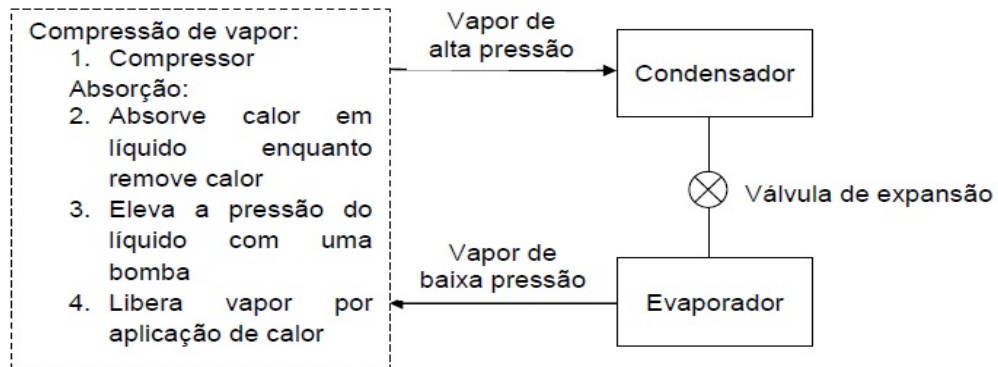 Compressão de vapor:
1. Compressor
Absorção:
2. Absorve calor em
líquido enquanto
remove calor
3. Eleva a pressão do
líquido com uma
bomba
4. Libera vapor por
aplicação de calor
Vapor de
alta pressão
Condensador
Válvula de expansão
Vapor de
baixa pressão
Evaporador